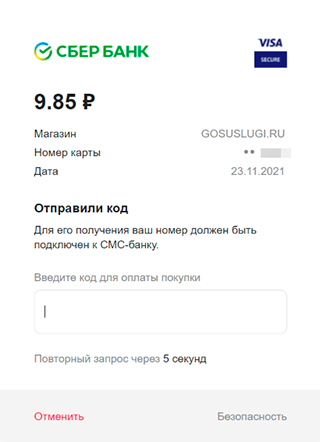 СБЕР БАНК
VISA
SECURE
9.85 ₽
Магазин GOSUSLUGI.RU
Номер карты ••
Дата 23.11.2021
Отправили код
Для его получения ваш номер должен быть
подключен к СМС-банку.
Введите код для оплаты покупки
Повторный запрос через 5 секунд
Отменить Безопасность